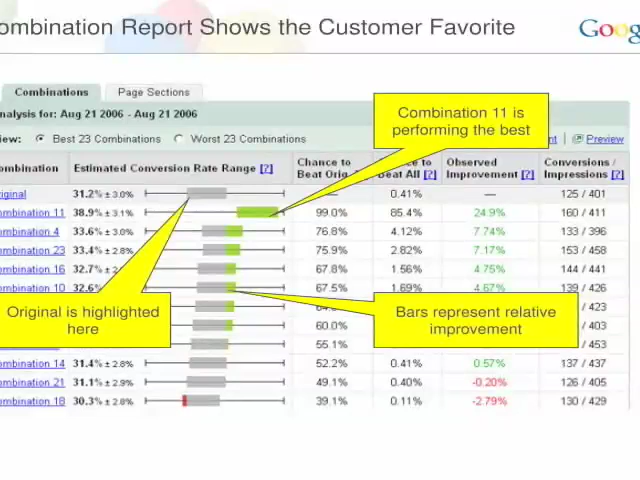 ombination Report Shows the Customer Favorite
Goog
Combinations Page Sections
nalysis for: Aug 21 2006 - Aug 21 2006
iew: Best 23 Combinations Worst 23 Combinations nt | Preview
Combination 11 is
performing the best
ombination Estimated Conversion Rate Range [?] Chance to Beat Orig. to Beat All [?] Observed Improvement [?] Conversions / Impressions [?]
riginal 31.2% ± 3.0% — 0.41% — 125 / 401
ombination 11 38.9% ± 3.1% 99.0% 85.4% 24.9% 160 / 411
ombination 4 33.6% ± 3.0% 76.8% 4.12% 7.74% 133 / 396
ombination 23 33.4% ± 2.8% 75.9% 2.82% 7.17% 153 / 458
ombination 16 32.7% ± 67.8% 1.56% 4.75% 144 / 441
ombination 10 32.6% 67.5% 1.69% 4.67% 139 / 426
/ 423
60.0% / 403
55.1% / 453
Original is highlighted
here
Bars represent relative
improvement
ombination 14 31.4% ± 2.8% 52.2% 0.41% 0.57% 137 / 437
ombination 21 31.1% ± 2.9% 49.1% 0.40% -0.20% 126 / 405
ombination 18 30.3% ± 2.8% 39.1% 0.11% -2.79% 130 / 429